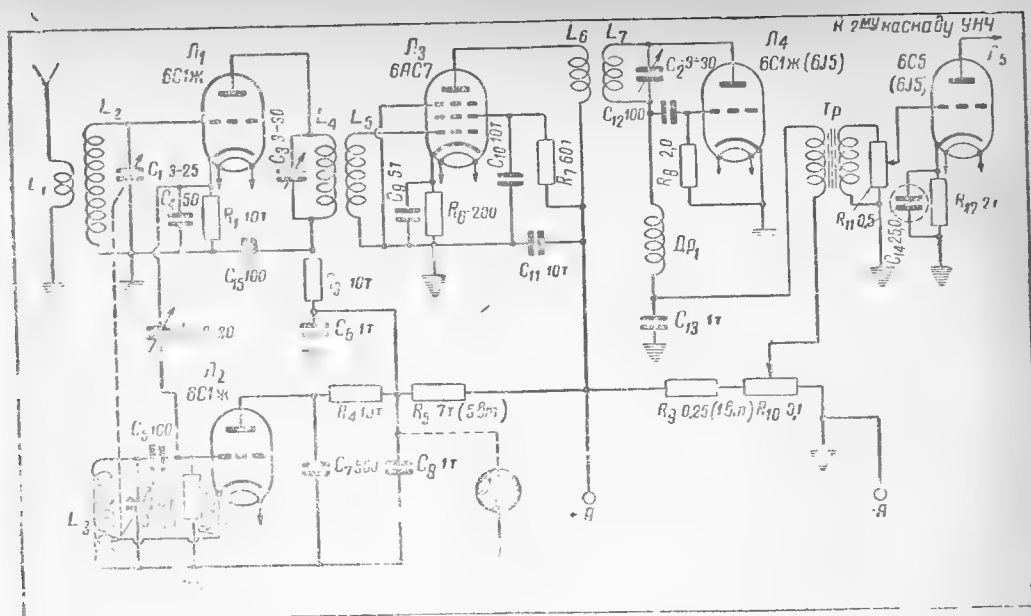 К 2му каскаду УНЧ
Л1
6С1Ж
Л3
6АС7
L6
L7
Л4
6С1Ж (6J5)
6С5
(6J5)
Л5
L2
C3 3-30
L4
L5
C2 3-30
C12 100
Тр
L1
C1 3-25
C4 50
R1 10т
C9 5т
R6 200
C10 10т
R7 60т
R8 2,0
R11 0,5
C14 25,0
R12 2т
C15 100
10т
C11 10т
Др1
C5 1т
C13 1т
Л2
6С1Ж
R4 10т
R5 7т (5вт)
R9 0,25 (1вт)
R10 0,1
100
C7 500
C8 1т
L3
+А
-А